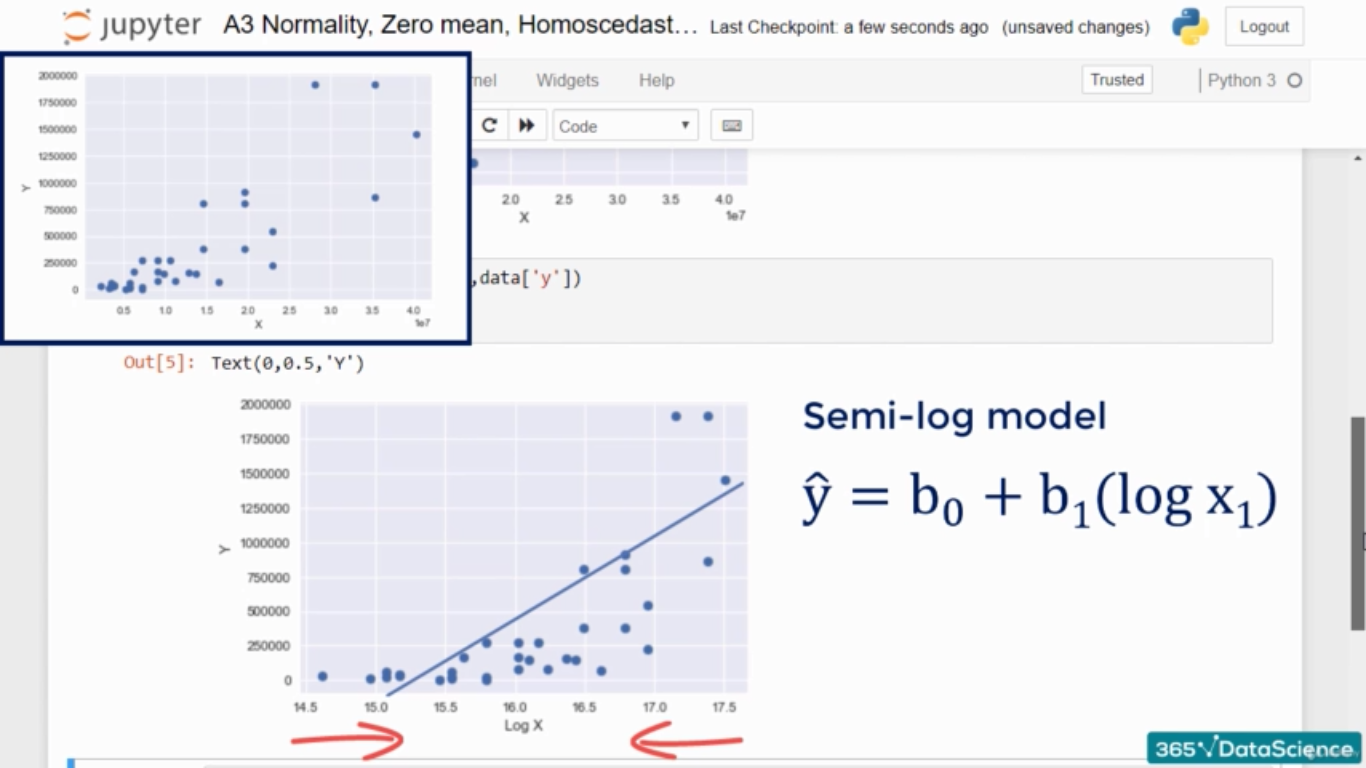 jupyter A3 Normality, Zero mean, Homoscedast... Last Checkpoint: a few seconds ago (unsaved changes) Logout
nel Widgets Help Trusted Python 3
Code
2000000
1750000
1500000
1250000
1000000
750000
500000
250000
0
Y
0.5 1.0 1.5 2.0 2.5 3.0 3.5 4.0
1e7
X
2.0 2.5 3.0 3.5 4.0
X 1e7
,data['y'])
Out[5]: Text(0,0.5,'Y')
2000000
1750000
1500000
1250000
1000000
750000
500000
250000
0
Y
14.5 15.0 15.5 16.0 16.5 17.0 17.5
Log X
Semi-log model
ŷ = b₀ + b₁(log x₁)
365 DataScience